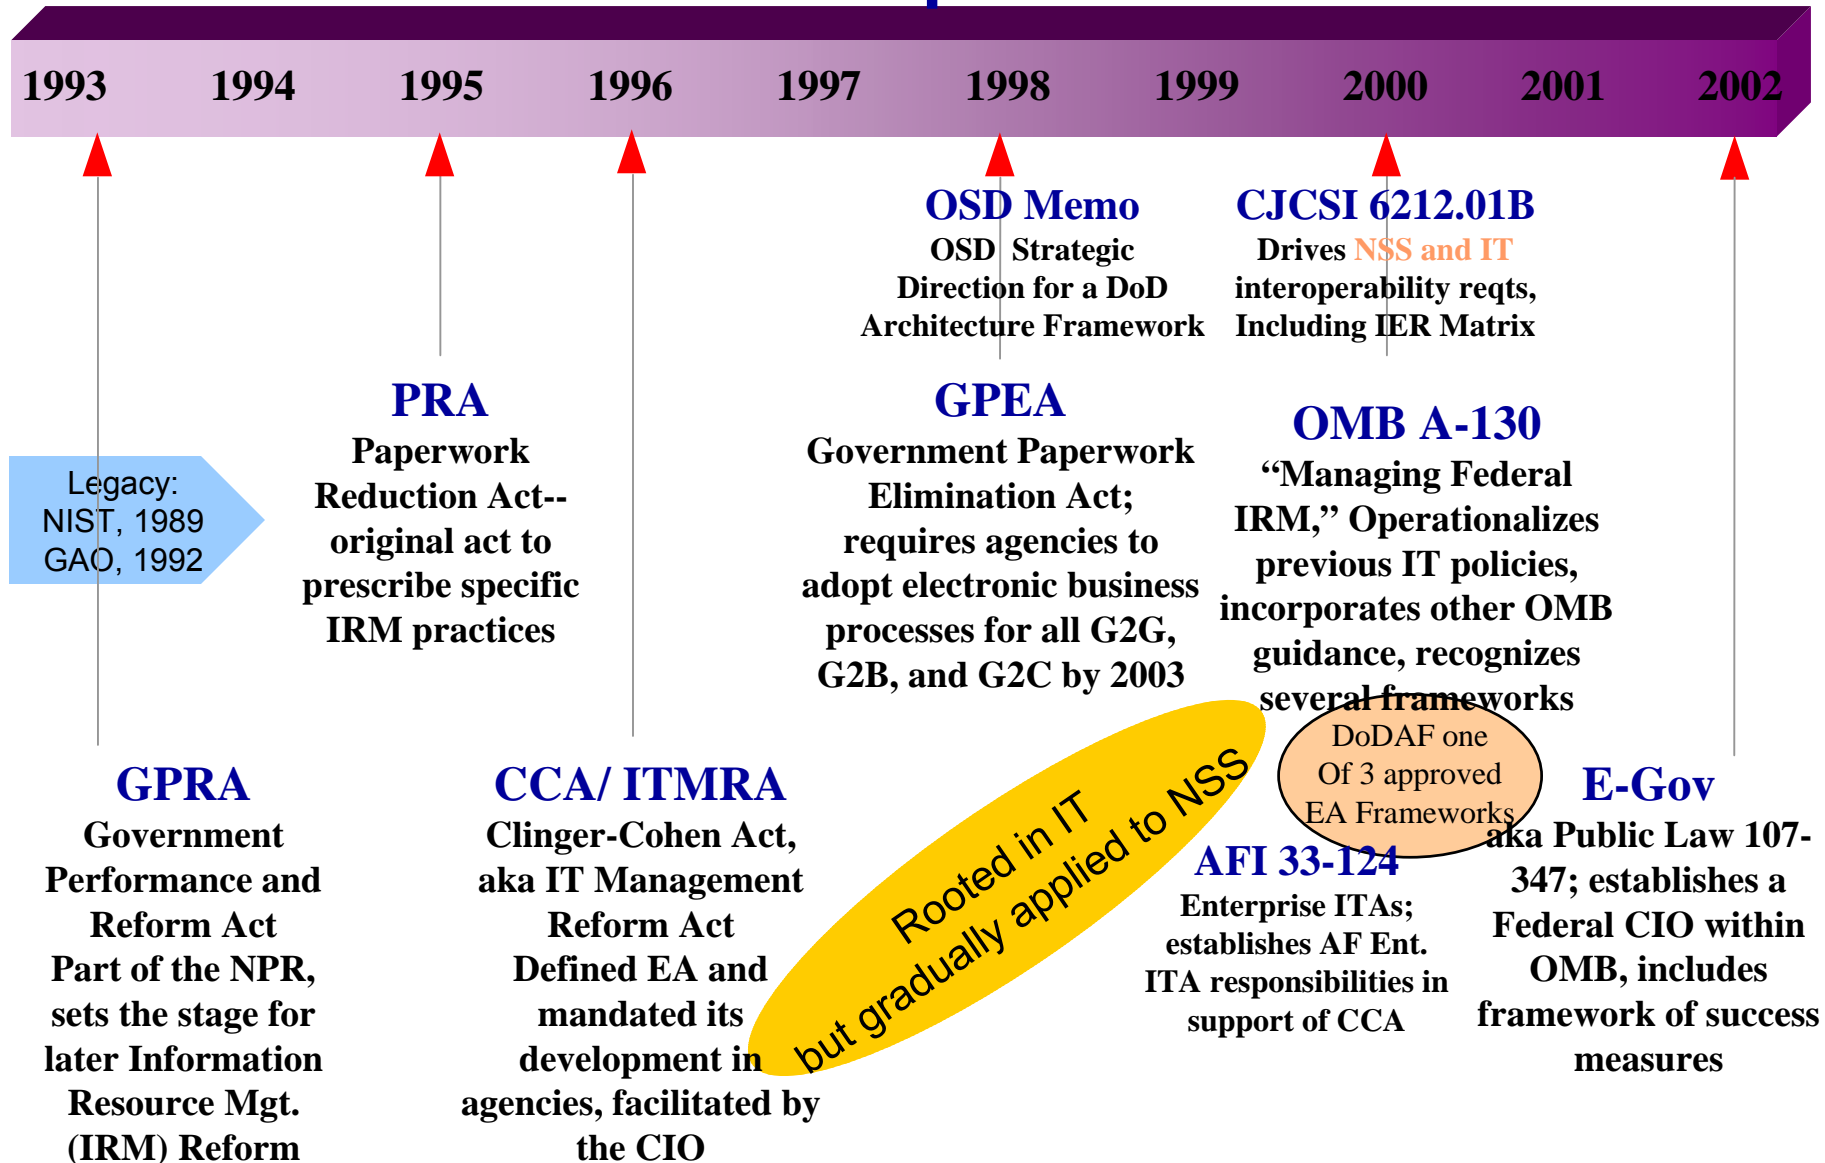 1993 1994 1995 1996 1997 1998 1999 2000 2001 2002
OSD Memo
OSD Strategic
Direction for a DoD
Architecture Framework
CJCSI 6212.01B
Drives NSS and IT
interoperability reqts,
Including IER Matrix
Legacy:
NIST, 1989
GAO, 1992
PRA
Paperwork
Reduction Act--
original act to
prescribe specific
IRM practices
GPEA
Government Paperwork
Elimination Act;
requires agencies to
adopt electronic business
processes for all G2G,
G2B, and G2C by 2003
OMB A-130
“Managing Federal
IRM,” Operationalizes
previous IT policies,
incorporates other OMB
guidance, recognizes
several frameworks
DoDAF one
Of 3 approved
EA Frameworks
GPRA
Government
Performance and
Reform Act
Part of the NPR,
sets the stage for
later Information
Resource Mgt.
(IRM) Reform
CCA/ ITMRA
Clinger-Cohen Act,
aka IT Management
Reform Act
Defined EA and
mandated its
development in
agencies, facilitated by
the CIO
Rooted in IT
but gradually applied to NSS
AFI 33-124
Enterprise ITAs;
establishes AF Ent.
ITA responsibilities in
support of CCA
E-Gov
aka Public Law 107-
347; establishes a
Federal CIO within
OMB, includes
framework of success
measures